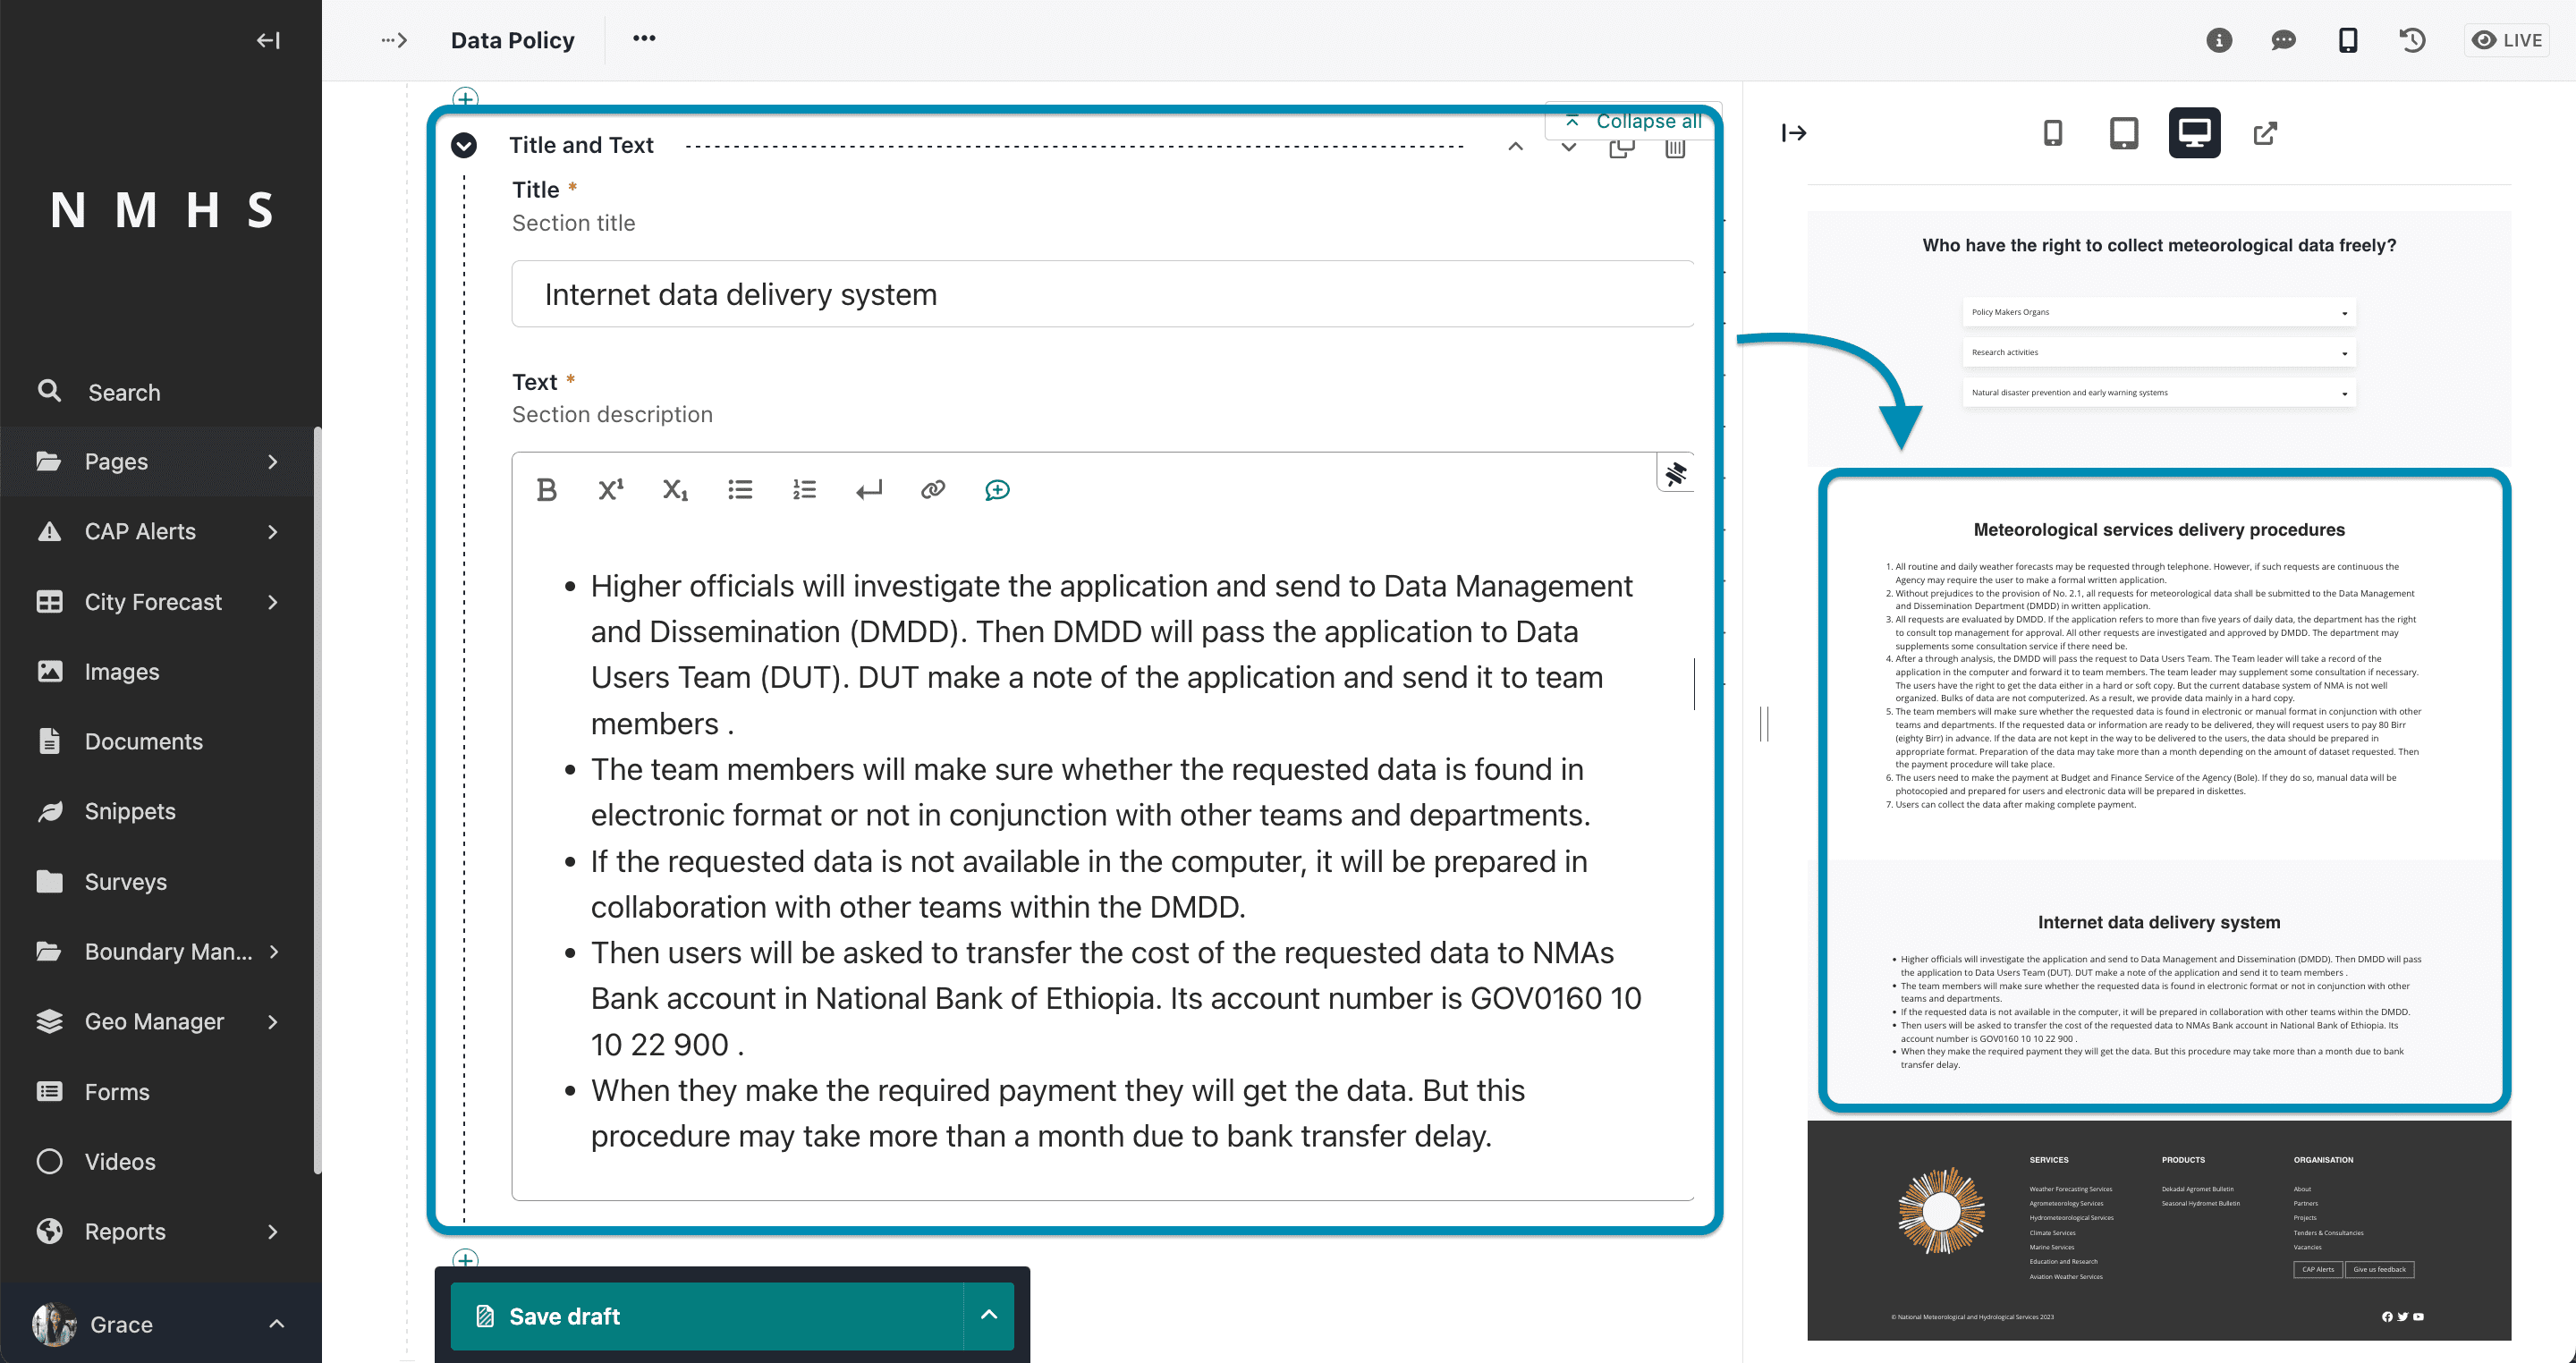 N M H S
Search
Pages
CAP Alerts
City Forecast
Images
Documents
Snippets
Surveys
Boundary Man...
Geo Manager
Forms
Videos
Reports
Grace
Data Policy
LIVE
Collapse all
Title and Text
Title *
Section title
Internet data delivery system
Text *
Section description
B X¹ X₁
• Higher officials will investigate the application and send to Data Management
and Dissemination (DMDD). Then DMDD will pass the application to Data
Users Team (DUT). DUT make a note of the application and send it to team
members .
• The team members will make sure whether the requested data is found in
electronic format or not in conjunction with other teams and departments.
• If the requested data is not available in the computer, it will be prepared in
collaboration with other teams within the DMDD.
• Then users will be asked to transfer the cost of the requested data to NMAs
Bank account in National Bank of Ethiopia. Its account number is GOV0160 10
10 22 900 .
• When they make the required payment they will get the data. But this
procedure may take more than a month due to bank transfer delay.
Save draft
Who have the right to collect meteorological data freely?
Policy Makers Organs
Research activities
Natural disaster prevention and early warning systems
Meteorological services delivery procedures
1. All routine and daily weather forecasts may be requested through telephone. However, if such requests are continuous the
Agency may require the user to make a formal written application.
2. Without prejudices to the provision of No. 2.1, all requests for meteorological data shall be submitted to the Data Management
and Dissemination Department (DMDD) in written application.
3. All requests are evaluated by DMDD. If the application refers to more than five years of daily data, the department has the right
to consult top management for approval. All other requests are investigated and approved by DMDD. The department may
supplements some consultation service if there need be.
4. After a through analysis, the DMDD will pass the request to Data Users Team. The Team leader will take a record of the
application in the computer and forward it to team members. The team leader may supplement some consultation if necessary.
The users have the right to get the data either in a hard or soft copy. But the current database system of NMA is not well
organized. Bulks of data are not computerized. As a result, we provide data mainly in a hard copy.
5. The team members will make sure whether the requested data is found in electronic or manual format in conjunction with other
teams and departments. If the requested data or information are ready to be delivered, they will request users to pay 80 Birr
(eighty Birr) in advance. If the data are not kept in the way to be delivered to the users, the data should be prepared in
appropriate format. Preparation of the data may take more than a month depending on the amount of dataset requested. Then
the payment procedure will take place.
6. The users need to make the payment at Budget and Finance Service of the Agency (Bole). If they do so, manual data will be
photocopied and prepared for users and electronic data will be prepared in diskettes.
7. Users can collect the data after making complete payment.
Internet data delivery system
• Higher officials will investigate the application and send to Data Management and Dissemination (DMDD). Then DMDD will pass
the application to Data Users Team (DUT). DUT make a note of the application and send it to team members .
• The team members will make sure whether the requested data is found in electronic format or not in conjunction with other
teams and departments.
• If the requested data is not available in the computer, it will be prepared in collaboration with other teams within the DMDD.
• Then users will be asked to transfer the cost of the requested data to NMAs Bank account in National Bank of Ethiopia. Its
account number is GOV0160 10 10 22 900 .
• When they make the required payment they will get the data. But this procedure may take more than a month due to bank
transfer delay.
SERVICES
Weather Forecasting Services
Agrometeorology Services
Hydrometeorological Services
Climate Services
Marine Services
Education and Research
Aviation Weather Services
PRODUCTS
Dekadal Agromet Bulletin
Seasonal Hydromet Bulletin
ORGANISATION
About
Partners
Projects
Tenders & Consultancies
Vacancies
CAP Alerts
Give us feedback
© National Meteorological and Hydrological Services 2023